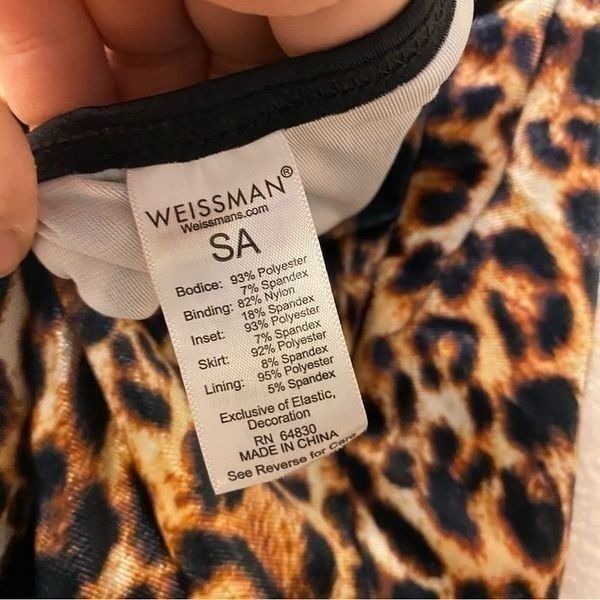 WEISSMAN®
Weissmans.com
SA
Bodice: 93% Polyester
7% Spandex
Binding: 82% Nylon
18% Spandex
Inset: 93% Polyester
7% Spandex
Skirt: 92% Polyester
8% Spandex
Lining: 95% Polyester
5% Spandex
Exclusive of Elastic,
Decoration
RN 64830
MADE IN CHINA
See Reverse for Care